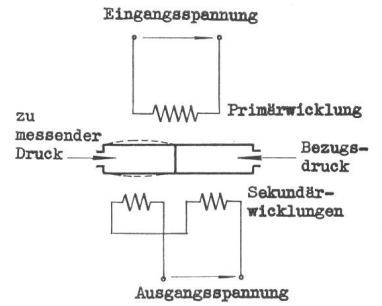 Eingangsspannung
Primärwicklung
zu
messender
Druck
Bezugs-
druck
Sekundär-
wicklungen
Ausgangsspannung